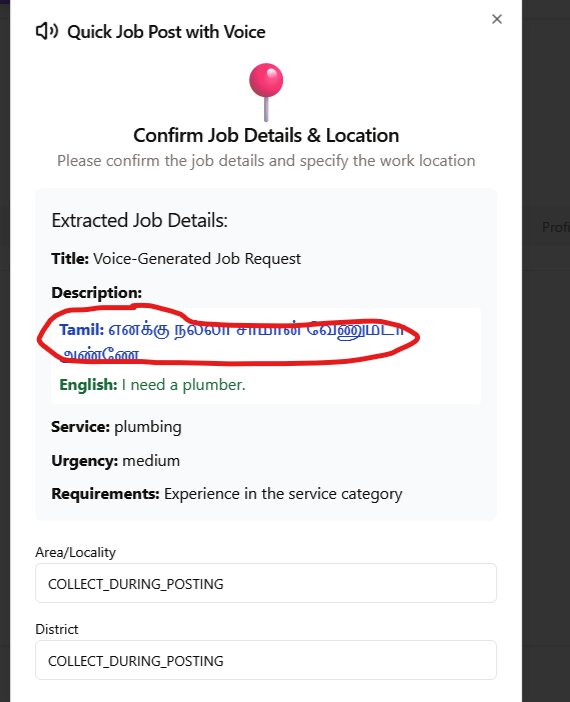 Quick Job Post with Voice
Confirm Job Details & Location
Please confirm the job details and specify the work location
Extracted Job Details:
Title: Voice-Generated Job Request
Description:
Tamil: எனக்கு நல்லா சாமான் வேணுமடா
அண்ணே
English: I need a plumber.
Service: plumbing
Urgency: medium
Requirements: Experience in the service category
Area/Locality
COLLECT_DURING_POSTING
District
COLLECT_DURING_POSTING